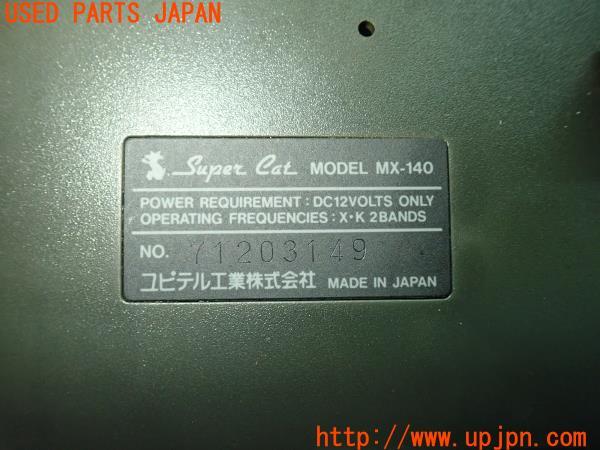 USED PARTS JAPAN
Super Cat MODEL MX-140
POWER REQUIREMENT : DC12VOLTS ONLY
OPERATING FREQUENCIES : X・K 2BANDS
NO. 71203149
ユピテル工業株式会社 MADE IN JAPAN
http://www.upjpn.com/